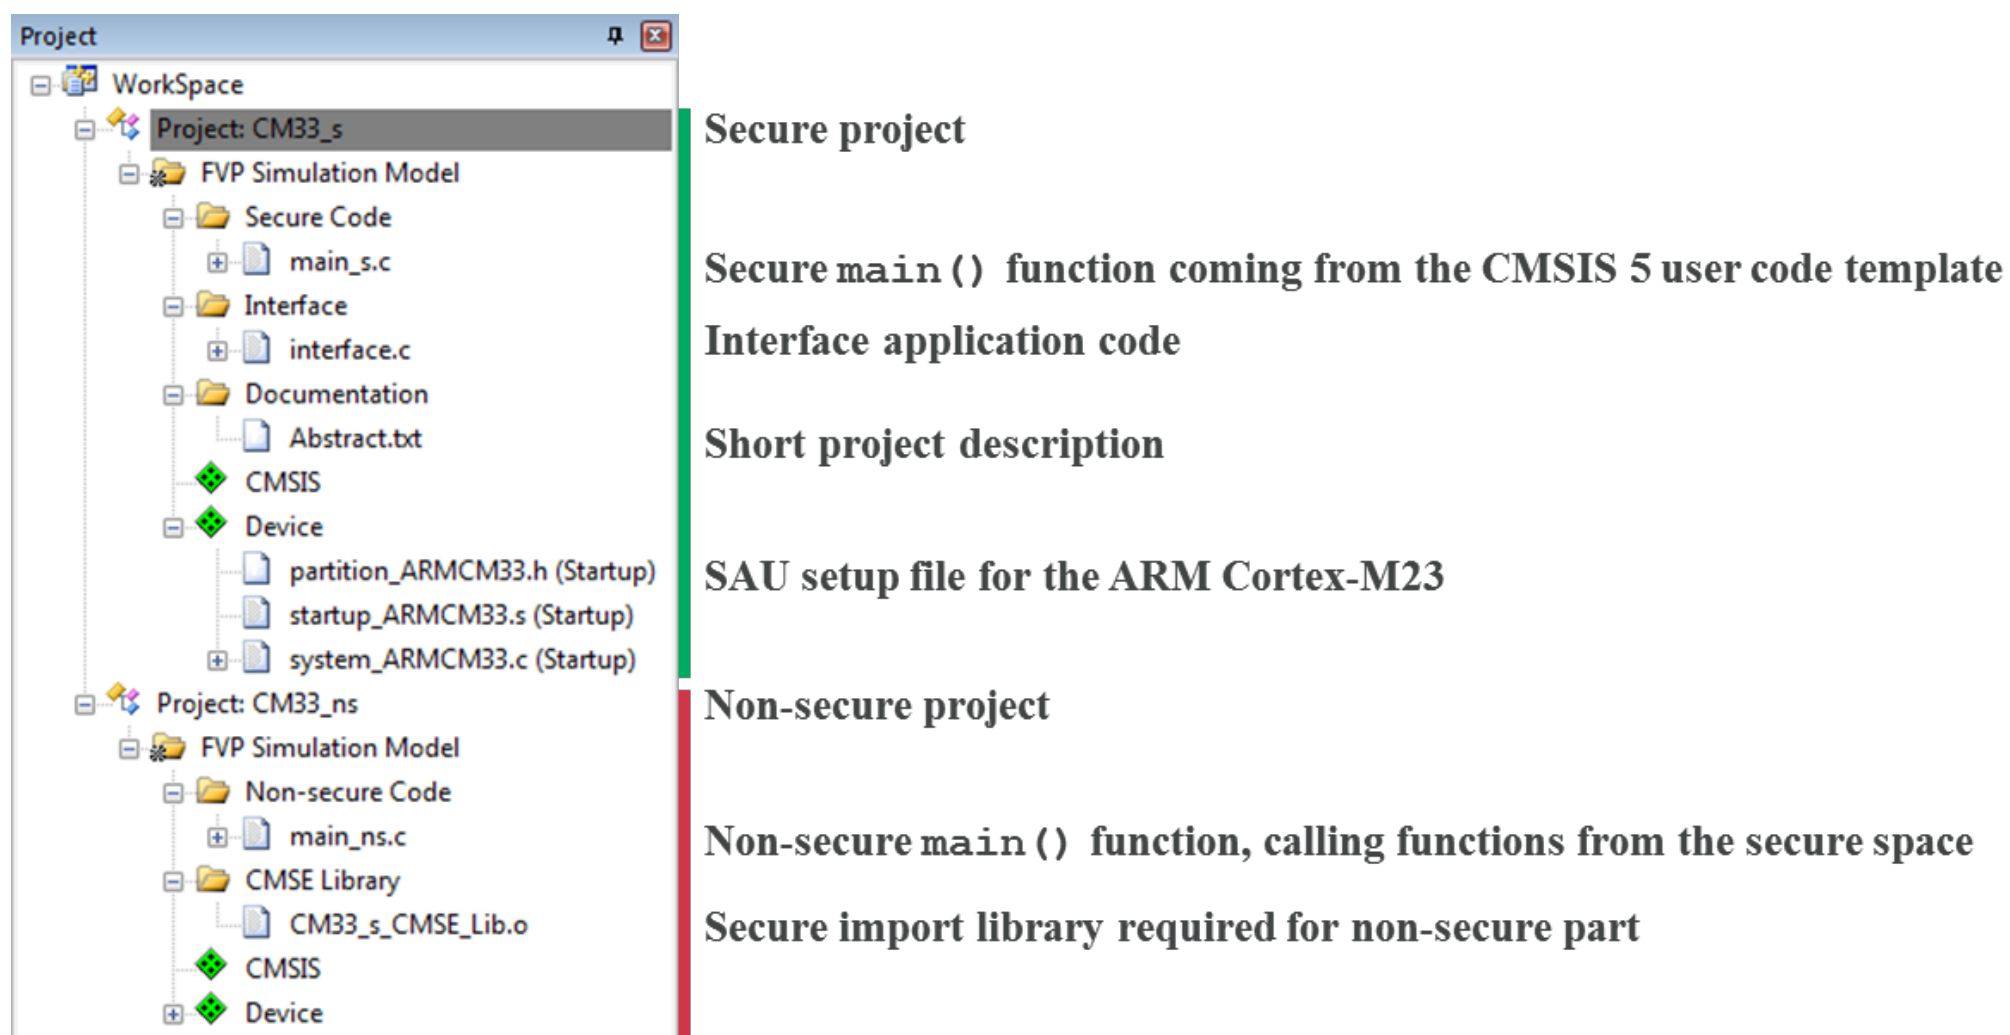 Project
WorkSpace
Project: CM33_s
Secure project
FVP Simulation Model
Secure Code
main_s.c
Secure main() function coming from the CMSIS 5 user code template
Interface
interface.c
Interface application code
Documentation
Abstract.txt
Short project description
CMSIS
Device
partition_ARMCM33.h (Startup)
SAU setup file for the ARM Cortex-M23
startup_ARMCM33.s (Startup)
system_ARMCM33.c (Startup)
Project: CM33_ns
Non-secure project
FVP Simulation Model
Non-secure Code
main_ns.c
Non-secure main() function, calling functions from the secure space
CMSE Library
CM33_s_CMSE_Lib.o
Secure import library required for non-secure part
CMSIS
Device